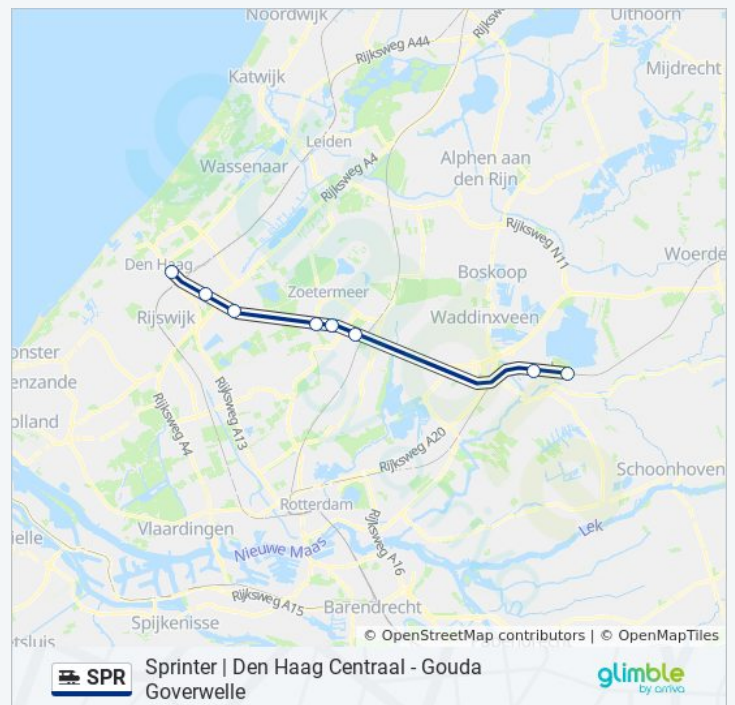 Noordwijk
Uithoorn
Rijksweg A44
Rijksw
Katwijk
Mijdrecht
Leiden
Alphen aan
den Rijn
Wassenaar
Rijksweg A4
Rijksweg N11
Woerde
Den Haag
Boskoop
Zoetermeer
Rijswijk
Waddinxveen
onster
enzande
olland
Rijksweg A13
Rijksweg A4
Rijksweg A20
Schoonhoven
Rotterdam
Vlaardingen
Rijksweg A16
Lek
ielle
Nieuwe Maas
Rijksweg A15
Barendrecht
Spijkenisse
etsluis
© OpenStreetMap contributors | © OpenMapTiles
SPR
Sprinter | Den Haag Centraal - Gouda
Goverwelle
glimble
by arriva